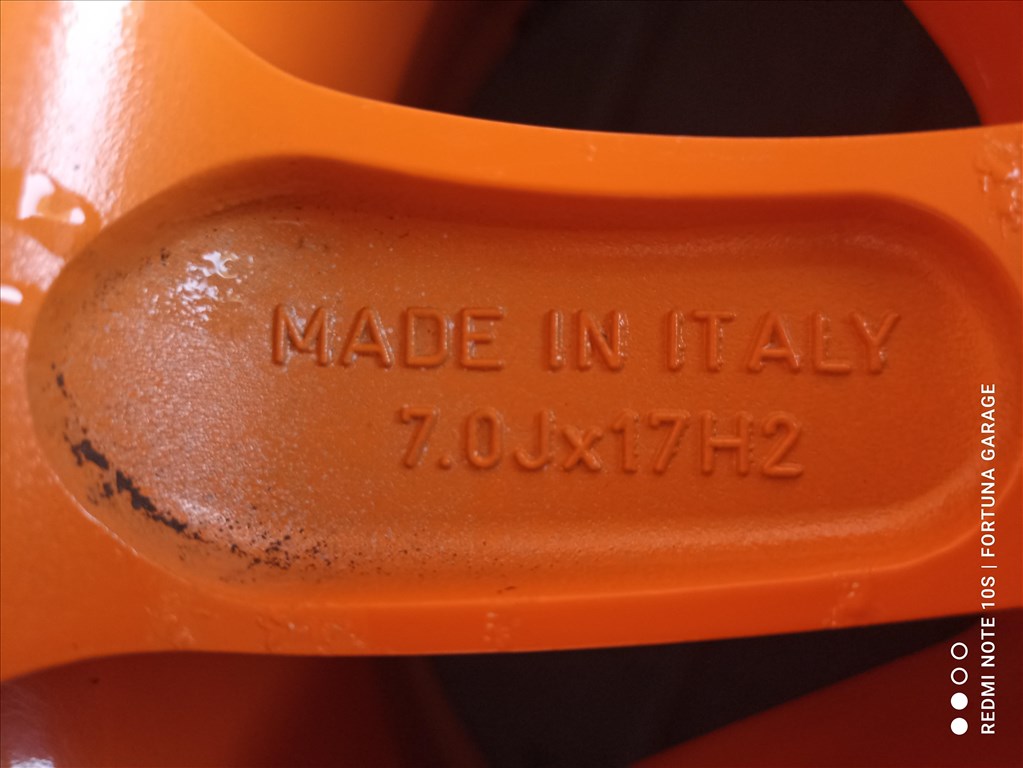 MADE IN ITALY
7.0Jx17H2
REDMI NOTE 10S | FORTUNA GARAGE